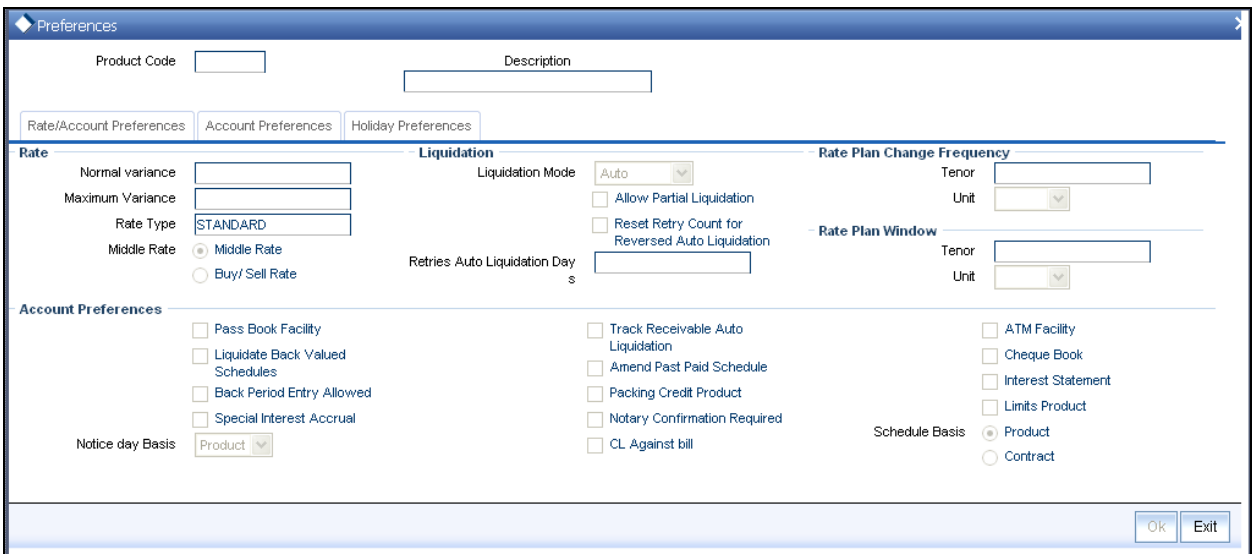 Preferences
Product Code
Description
Rate/Account Preferences Account Preferences Holiday Preferences
Rate
Normal variance
Maximum Variance
Rate Type STANDARD
Middle Rate Middle Rate
Buy/ Sell Rate
Liquidation
Liquidation Mode Auto
Allow Partial Liquidation
Reset Retry Count for
Reversed Auto Liquidation
Retries Auto Liquidation Day
s
Rate Plan Change Frequency
Tenor
Unit
Rate Plan Window
Tenor
Unit
Account Preferences
Pass Book Facility
Liquidate Back Valued
Schedules
Back Period Entry Allowed
Special Interest Accrual
Notice day Basis Product
Track Receivable Auto
Liquidation
Amend Past Paid Schedule
Packing Credit Product
Notary Confirmation Required
CL Against bill
ATM Facility
Cheque Book
Interest Statement
Limits Product
Schedule Basis Product
Contract
Ok Exit